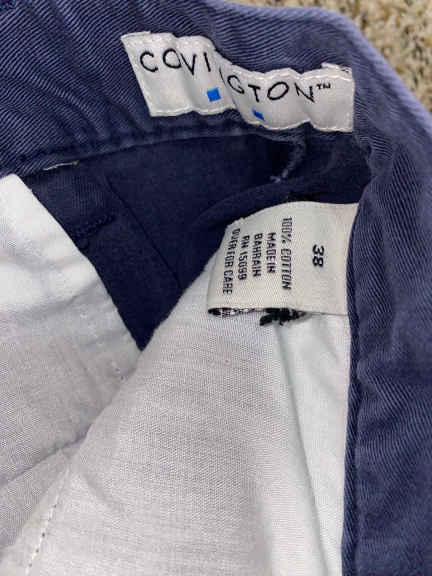 COVINGTON™
38
100% COTTON
MADE IN
BAHRAIN
RN 15099
OVER FOR CARE